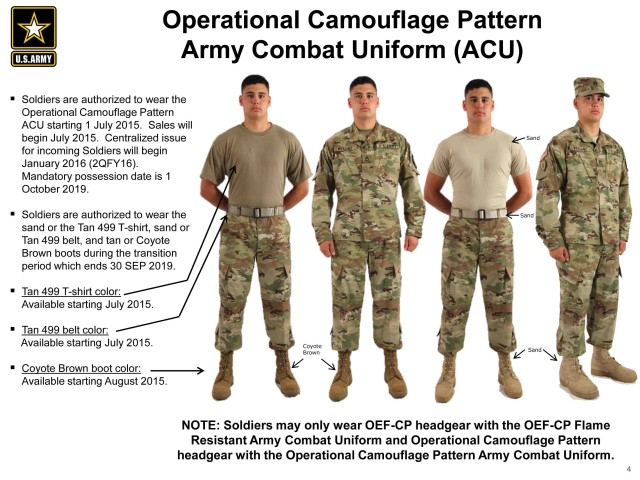 Operational Camouflage Pattern
Army Combat Uniform (ACU)
U.S.ARMY
▪ Soldiers are authorized to wear the
Operational Camouflage Pattern
ACU starting 1 July 2015. Sales will
begin July 2015. Centralized issue
for incoming Soldiers will begin
January 2016 (2QFY16).
Mandatory possession date is 1
October 2019.
▪ Soldiers are authorized to wear the
sand or the Tan 499 T-shirt, sand or
Tan 499 belt, and tan or Coyote
Brown boots during the transition
period which ends 30 SEP 2019.
▪ Tan 499 T-shirt color:
Available starting July 2015.
▪ Tan 499 belt color:
Available starting July 2015.
▪ Coyote Brown boot color:
Available starting August 2015.
Sand
Sand
Coyote
Brown
Sand
NOTE: Soldiers may only wear OEF-CP headgear with the OEF-CP Flame
Resistant Army Combat Uniform and Operational Camouflage Pattern
headgear with the Operational Camouflage Pattern Army Combat Uniform.
4